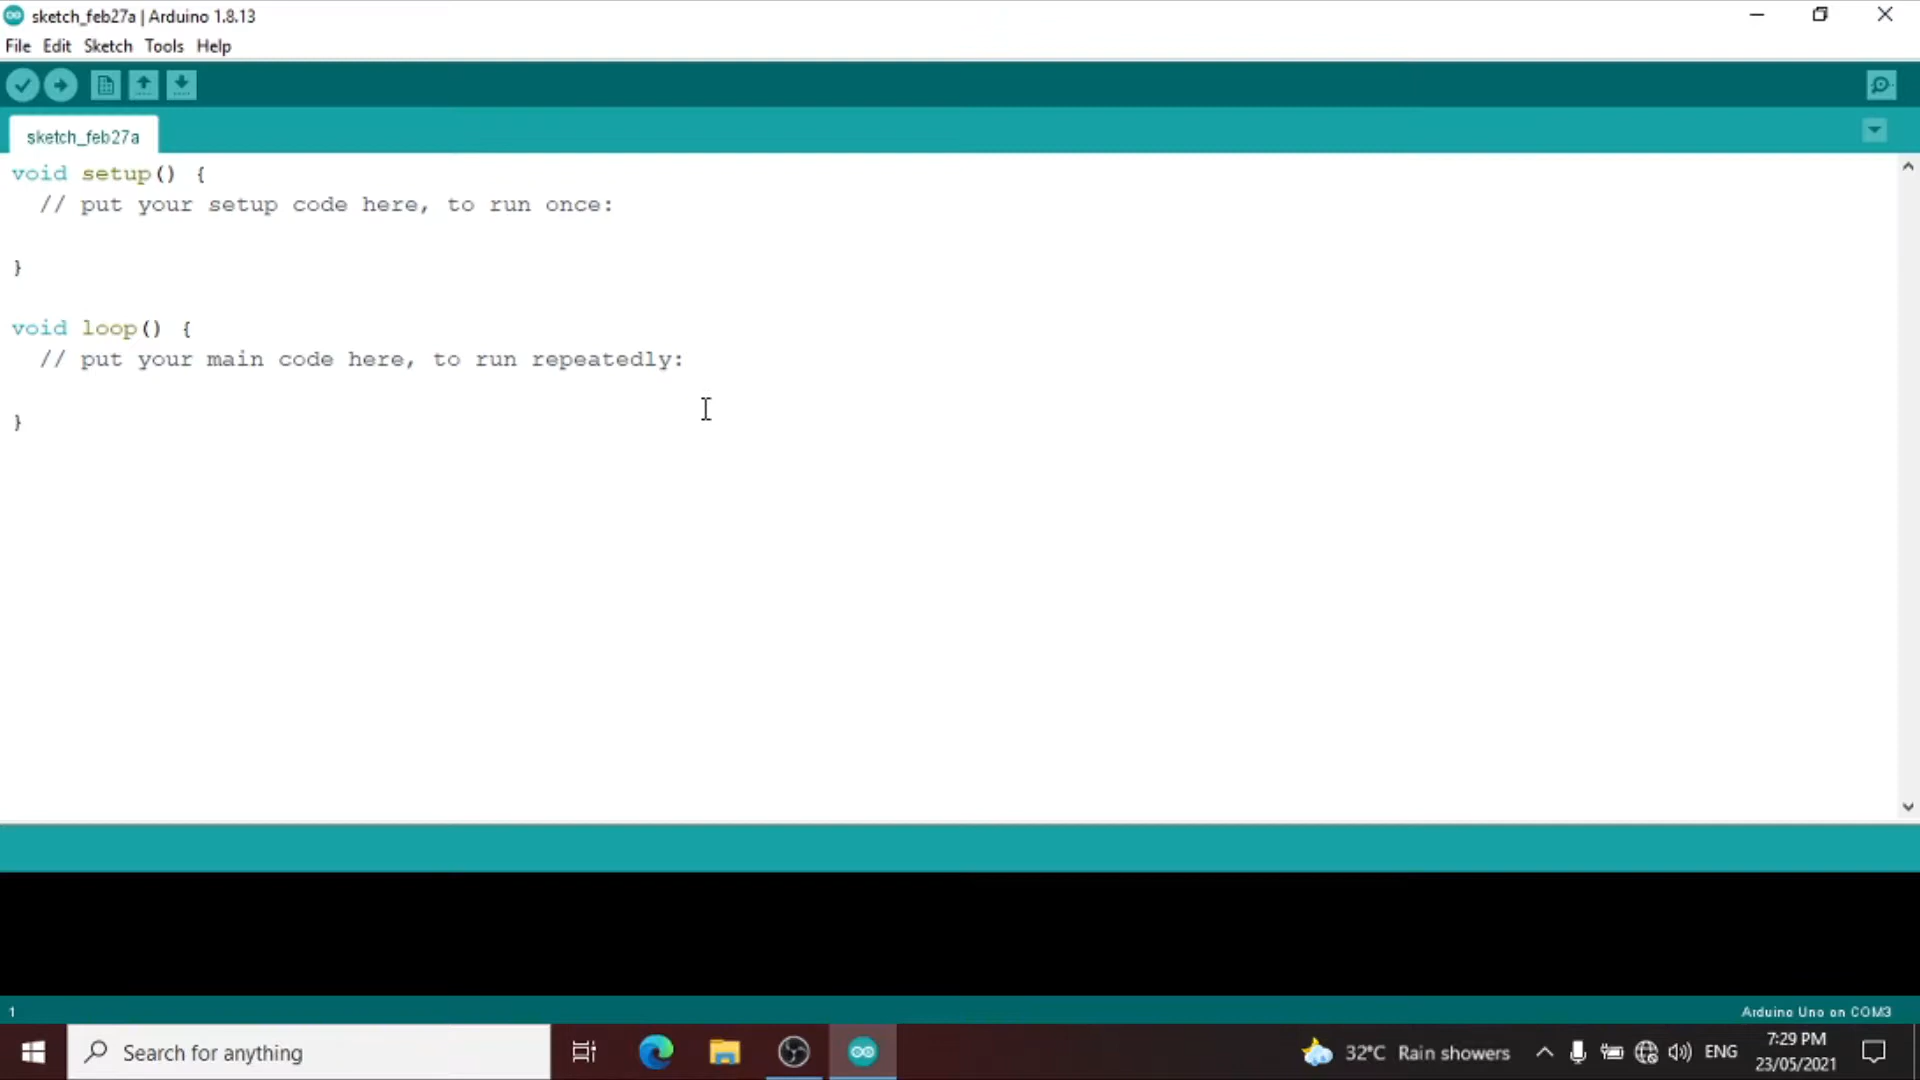 sketch_feb27a | Arduino 1.8.13
File Edit Sketch Tools Help
sketch_feb27a
void setup() {
  // put your setup code here, to run once:
}
void loop() {
  // put your main code here, to run repeatedly:
}
1
Arduino Uno on COM3
Search for anything
32°C Rain showers
ENG
7:29 PM
23/05/2021